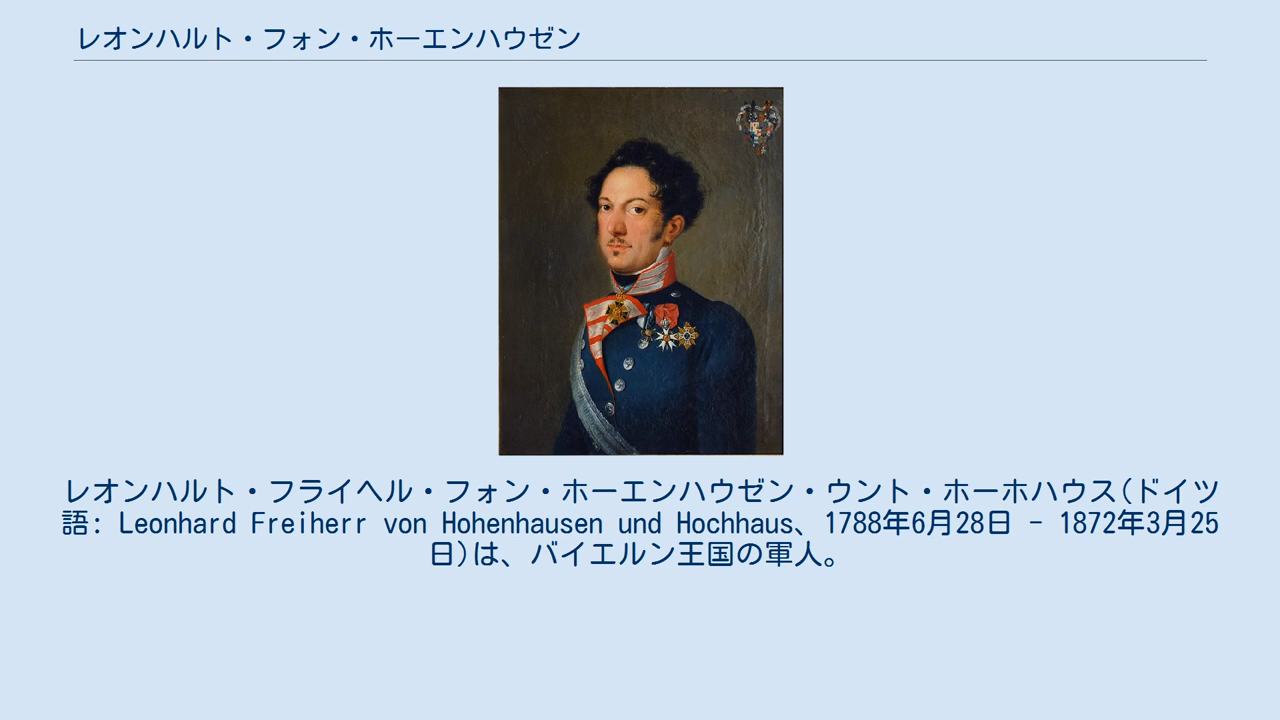 レオンハルト・フォン・ホーエンハウゼン
レオンハルト・フライヘル・フォン・ホーエンハウゼン・ウント・ホーホハウス(ドイツ
語: Leonhard Freiherr von Hohenhausen und Hochhaus、1788年6月28日 - 1872年3月25
日)は、バイエルン王国の軍人。